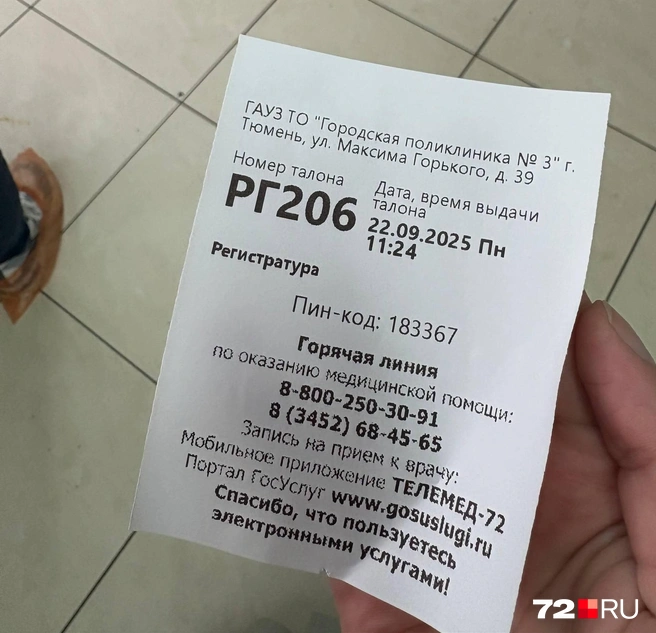 ГАУЗ ТО "Городская поликлиника № 3" г.
Тюмень, ул. Максима Горького, д. 39
Номер талона
РГ206
Дата, время выдачи
талона
22.09.2025 Пн
11:24
Регистратура
Пин-код: 183367
Горячая линия
по оказанию медицинской помощи:
8-800-250-30-91
8 (3452) 68-45-65
Запись на прием к врачу:
Мобильное приложение ТЕЛЕМЕД-72
Портал ГосУслуг www.gosuslugi.ru
Спасибо, что пользуетесь
электронными услугами!
72.RU